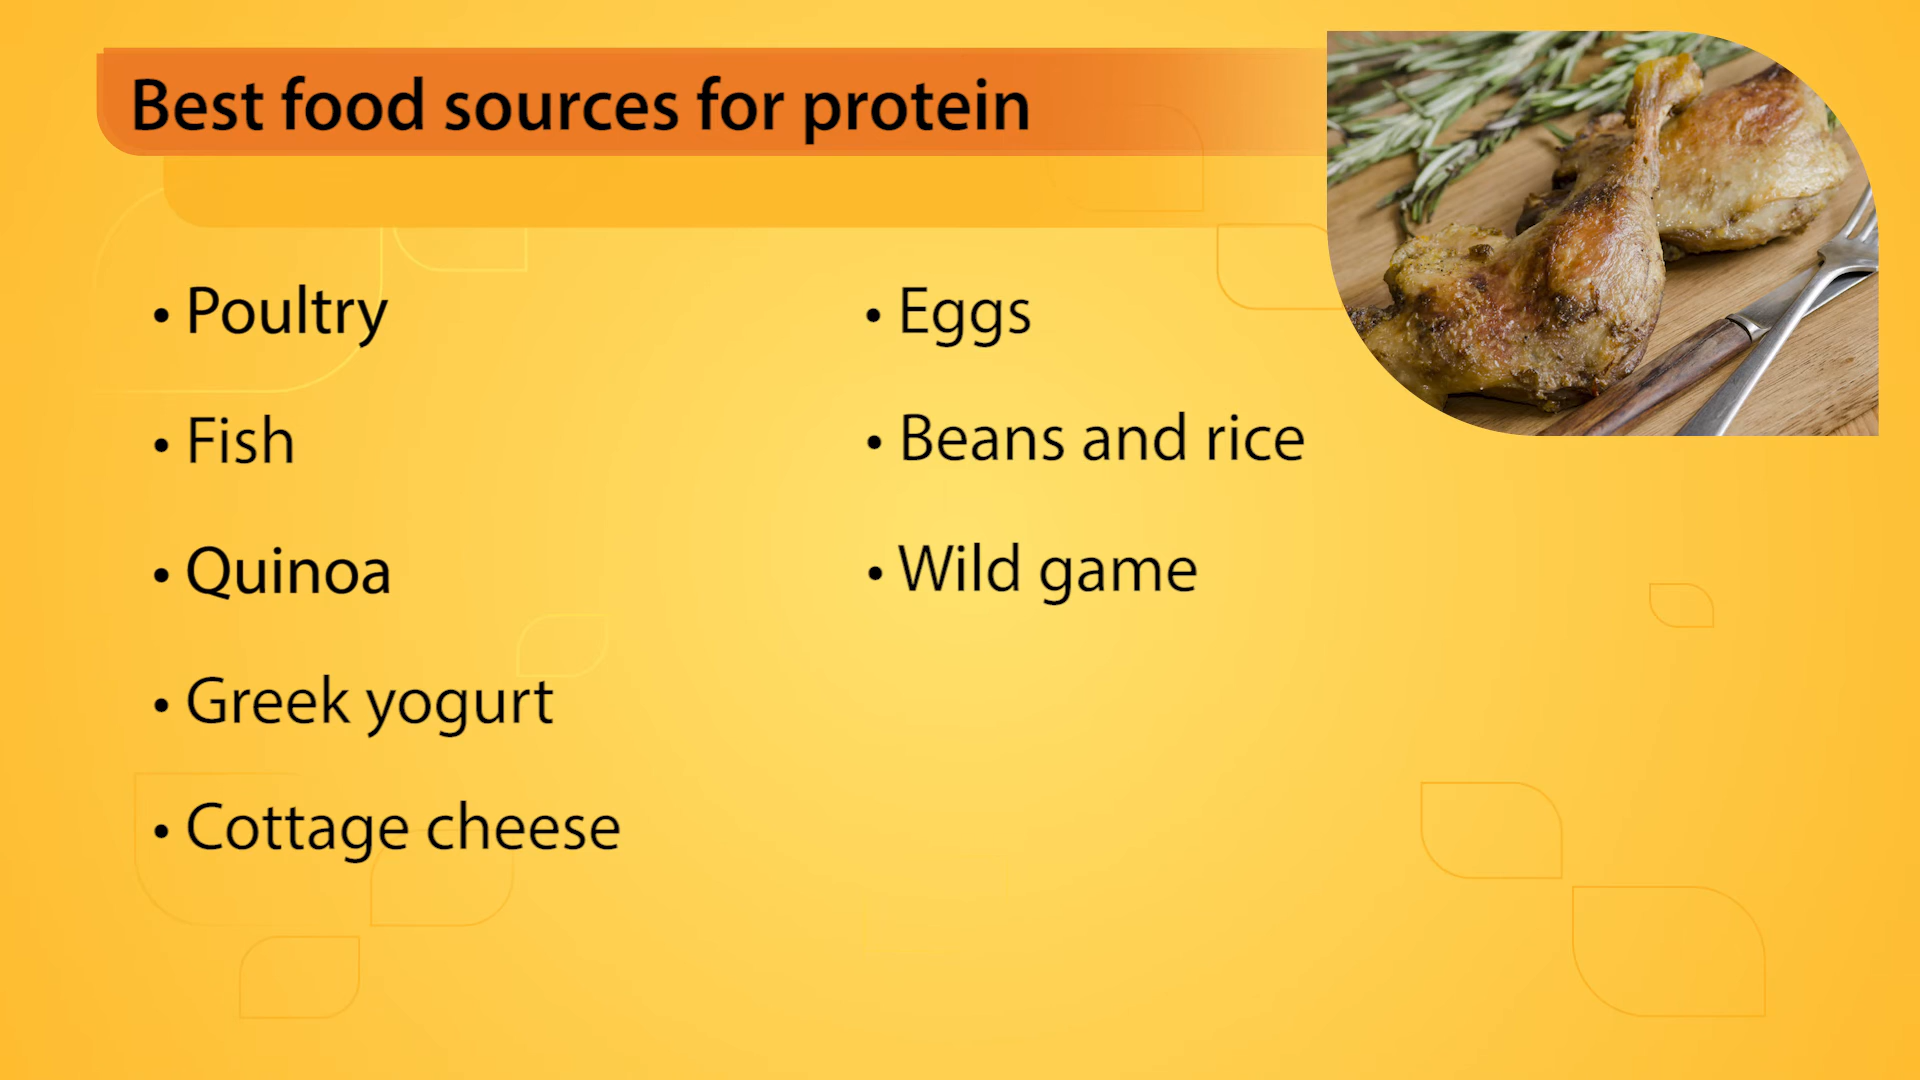 Best food sources for protein
• Poultry
• Fish
• Quinoa
• Greek yogurt
• Cottage cheese
• Eggs
• Beans and rice
• Wild game